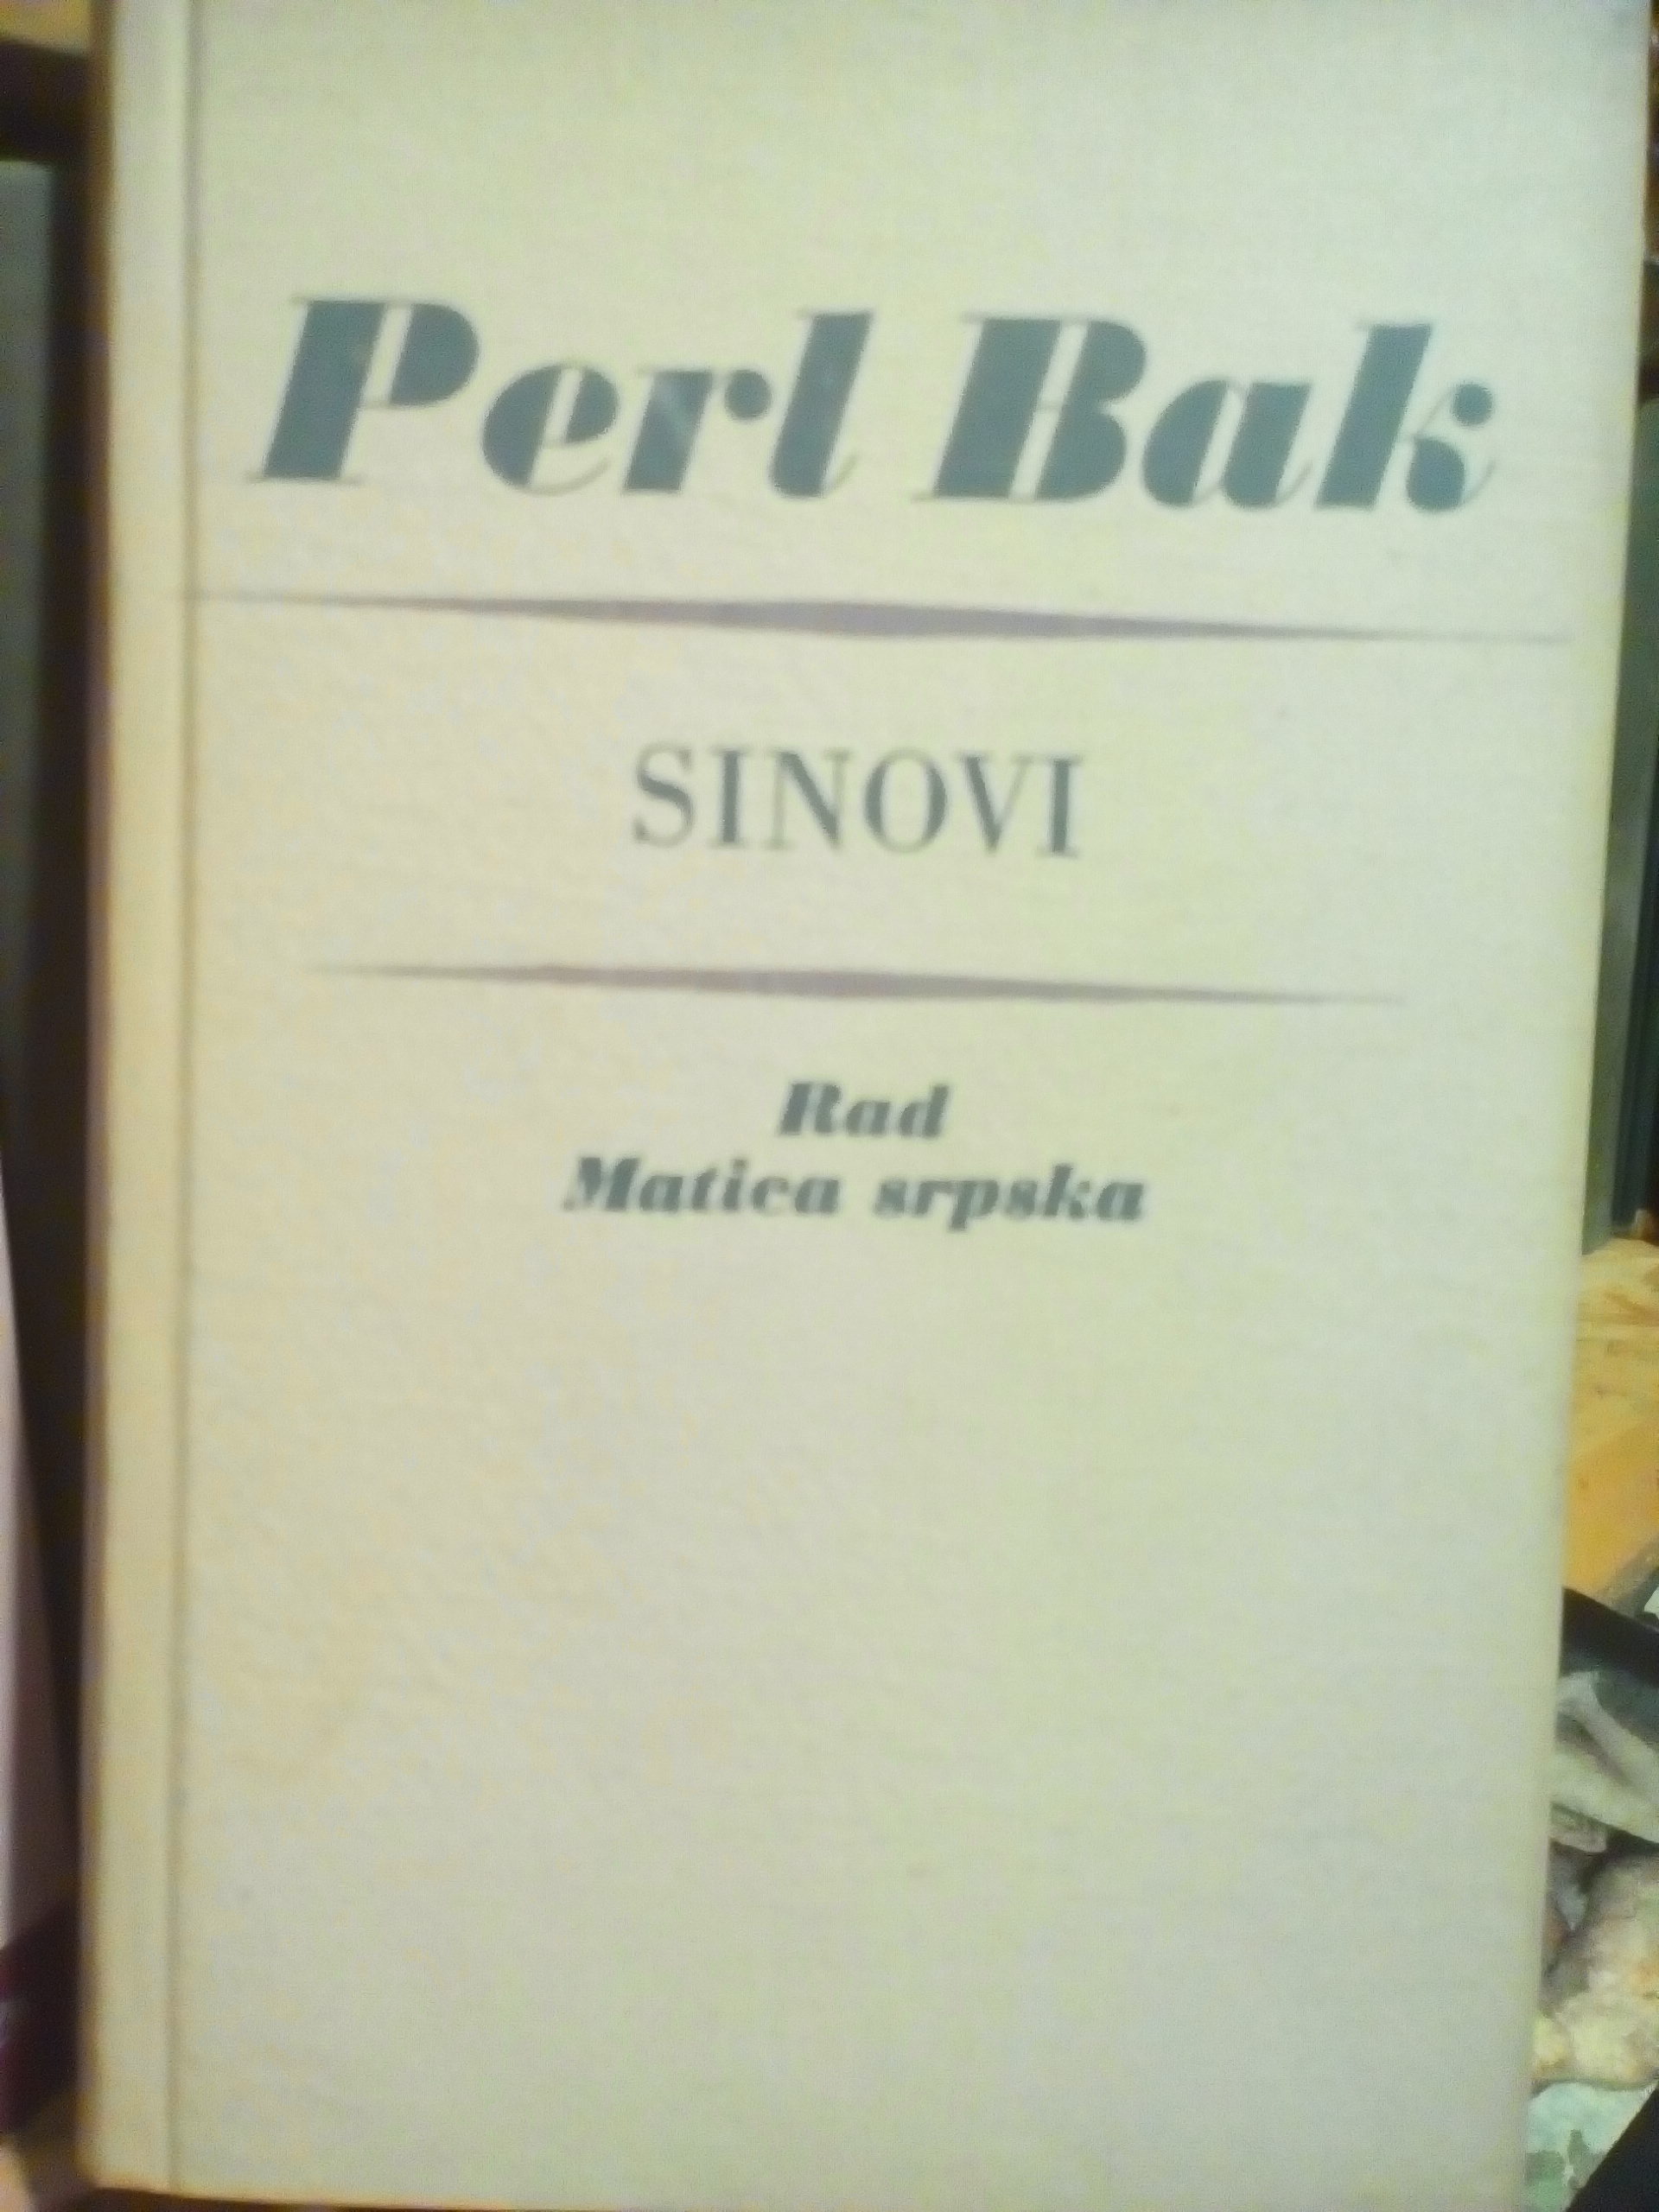 Perl Bak
SINOVI
Rad
Matica srpska